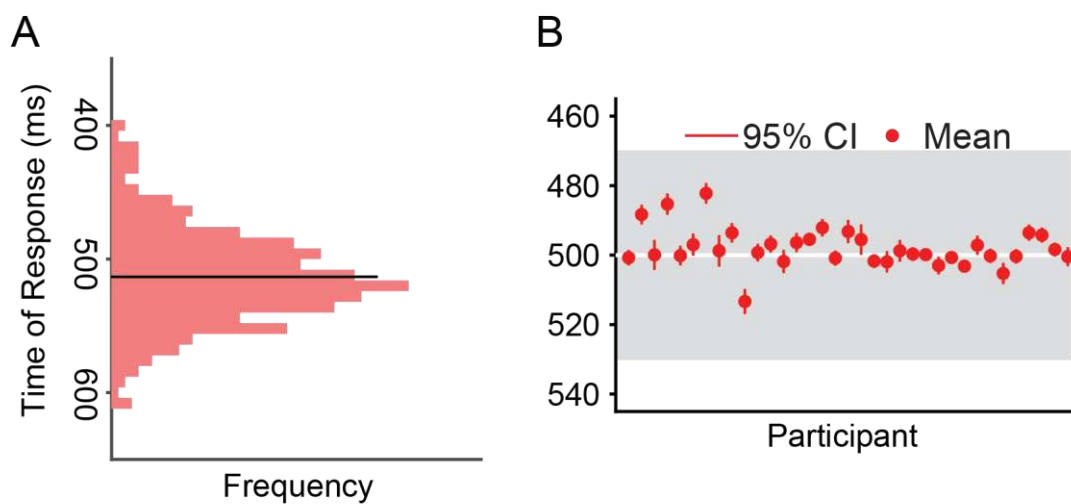 A
Time of Response (ms)
400
500
600
Frequency
B
460
480
500
520
540
95% CI
Mean
Participant